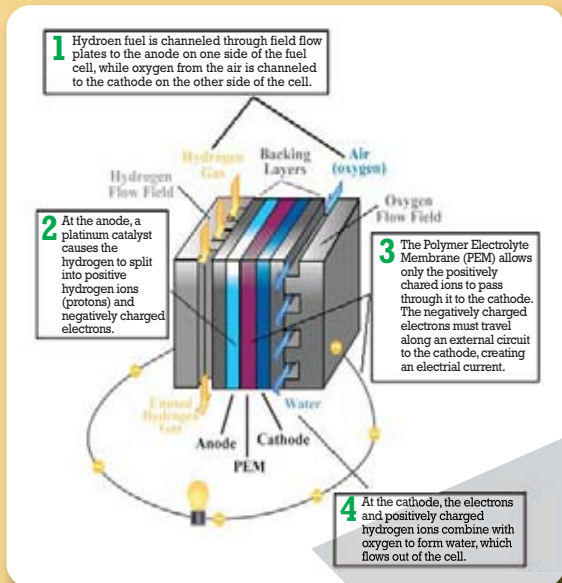 1 Hydroen fuel is channeled through field flow
plates to the anode on one side of the fuel
cell, while oxygen from the air is channeled
to the cathode on the other side of the cell.
Hydrogen
Gas
Backing
Layers
Air
(oxygen)
Hydrogen
Flow Field
Oxygen
Flow Field
2 At the anode, a
platinum catalyst
causes the
hydrogen to split
into positive
hydrogen ions
(protons) and
negatively charged
electrons.
3 The Polymer Electrolyte
Membrane (PEM) allows
only the positively
chared ions to pass
through it to the cathode.
The negatively charged
electrons must travel
along an external circuit
to the cathode, creating
an electrial current.
Unused
Hydrogen
Gas
Water
Anode
Cathode
PEM
4 At the cathode, the electrons
and positively charged
hydrogen ions combine with
oxygen to form water, which
flows out of the cell.